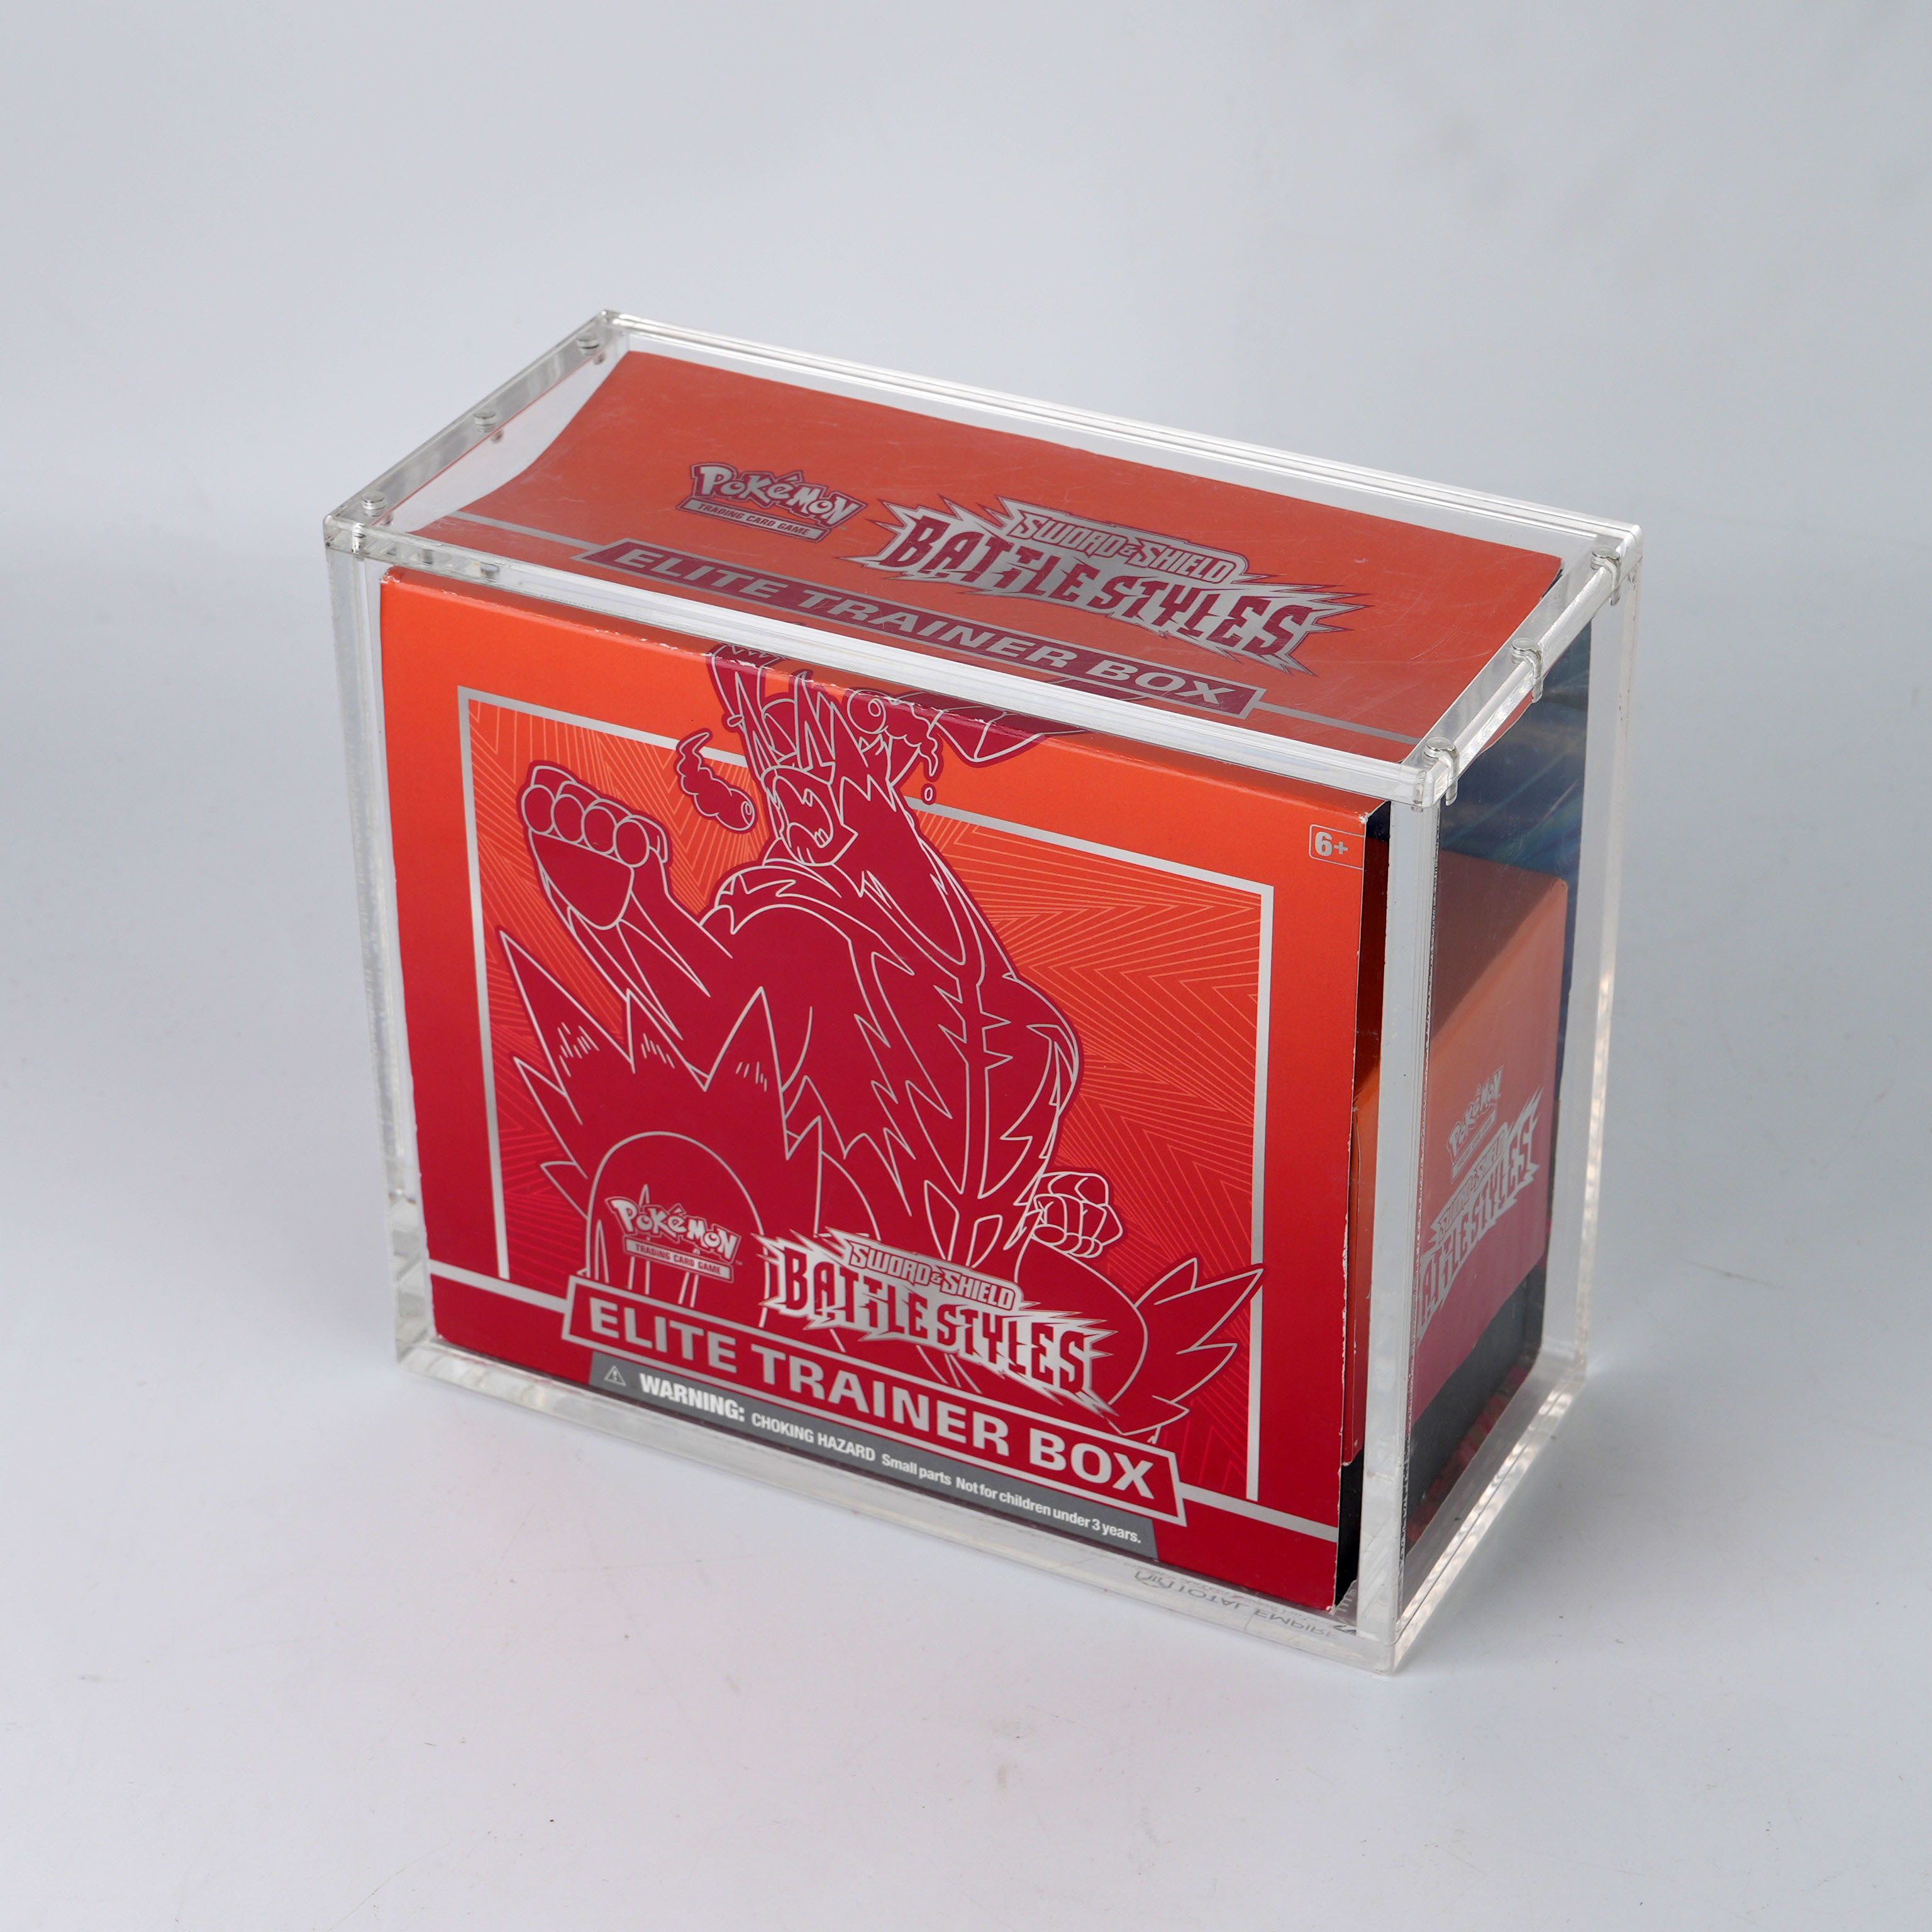 Pokémon
TRADING CARD GAME
SWORD & SHIELD
BATTLE STYLES
ELITE TRAINER BOX
6+
Pokémon
TRADING CARD GAME
SWORD & SHIELD
BATTLE STYLES
ELITE TRAINER BOX
WARNING: CHOKING HAZARD Small parts Not for children under 3 years.
Pokémon
SWORD & SHIELD
BATTLE STYLES